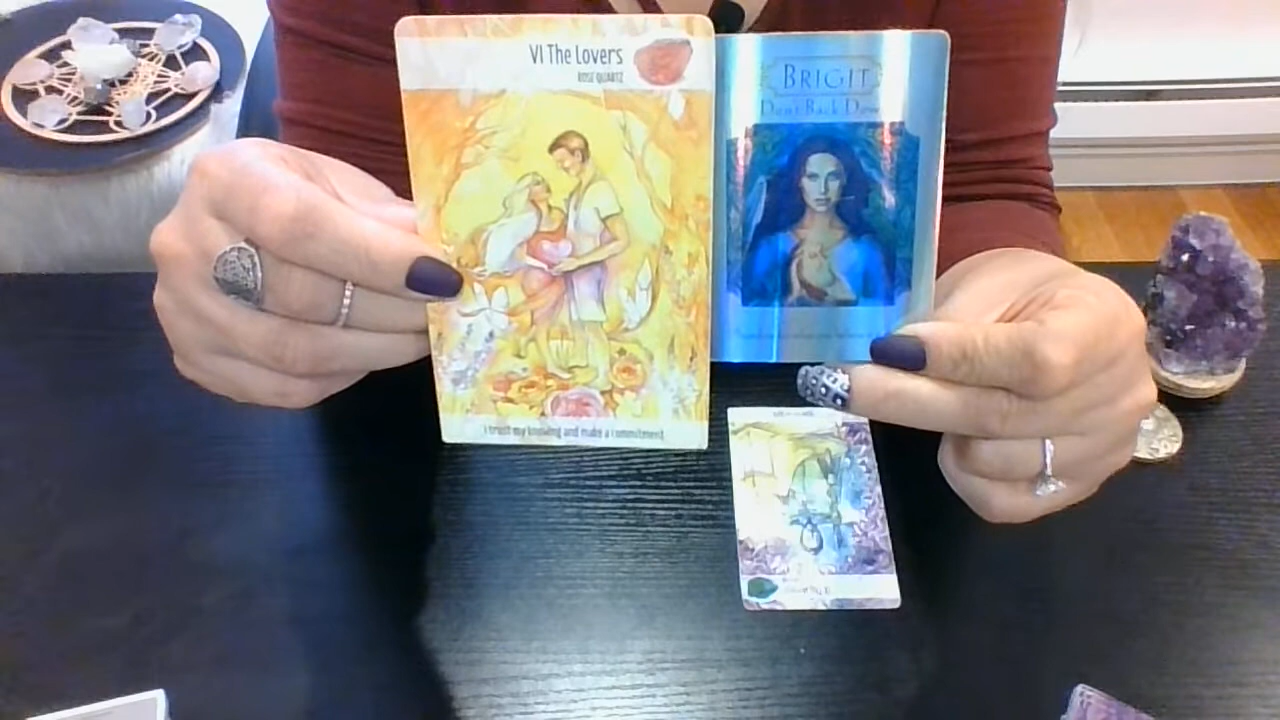 VI The Lovers
ROSE QUARTZ
I trust my knowing and make a commitment
BRIGIT
Don't Back Down